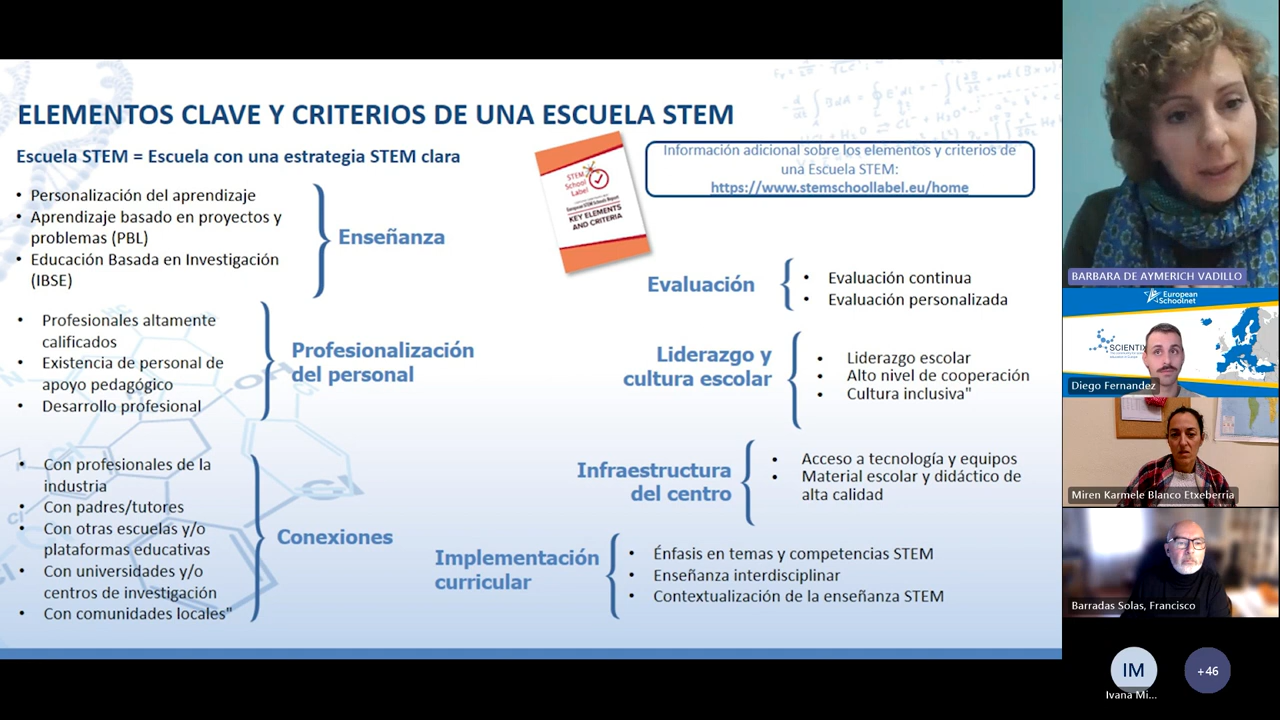 ELEMENTOS CLAVE Y CRITERIOS DE UNA ESCUELA STEM
Escuela STEM = Escuela con una estrategia STEM clara
• Personalización del aprendizaje
• Aprendizaje basado en proyectos y
problemas (PBL)
• Educación Basada en Investigación
(IBSE)
Enseñanza
• Profesionales altamente
calificados
• Existencia de personal de
apoyo pedagógico
• Desarrollo profesional
Profesionalización
del personal
• Con profesionales de la
industria
• Con padres/tutores
• Con otras escuelas y/o
plataformas educativas
• Con universidades y/o
centros de investigación
• Con comunidades locales"
Conexiones
STEM
School
Label
European STEM Schools Report
KEY ELEMENTS
AND CRITERIA
Información adicional sobre los elementos y criterios de
una Escuela STEM:
https://www.stemschoollabel.eu/home
Evaluación
• Evaluación continua
• Evaluación personalizada
Liderazgo y
cultura escolar
• Liderazgo escolar
• Alto nivel de cooperación
• Cultura inclusiva"
Infraestructura
del centro
• Acceso a tecnología y equipos
• Material escolar y didáctico de
alta calidad
Implementación
curricular
• Énfasis en temas y competencias STEM
• Enseñanza interdisciplinar
• Contextualización de la enseñanza STEM
BARBARA DE AYMERICH VADILLO
European
Schoolnet
SCIENTIX
Diego Fernandez
Miren Karmele Blanco Etxeberria
Barradas Solas, Francisco
IM
Ivana Mi...
+46